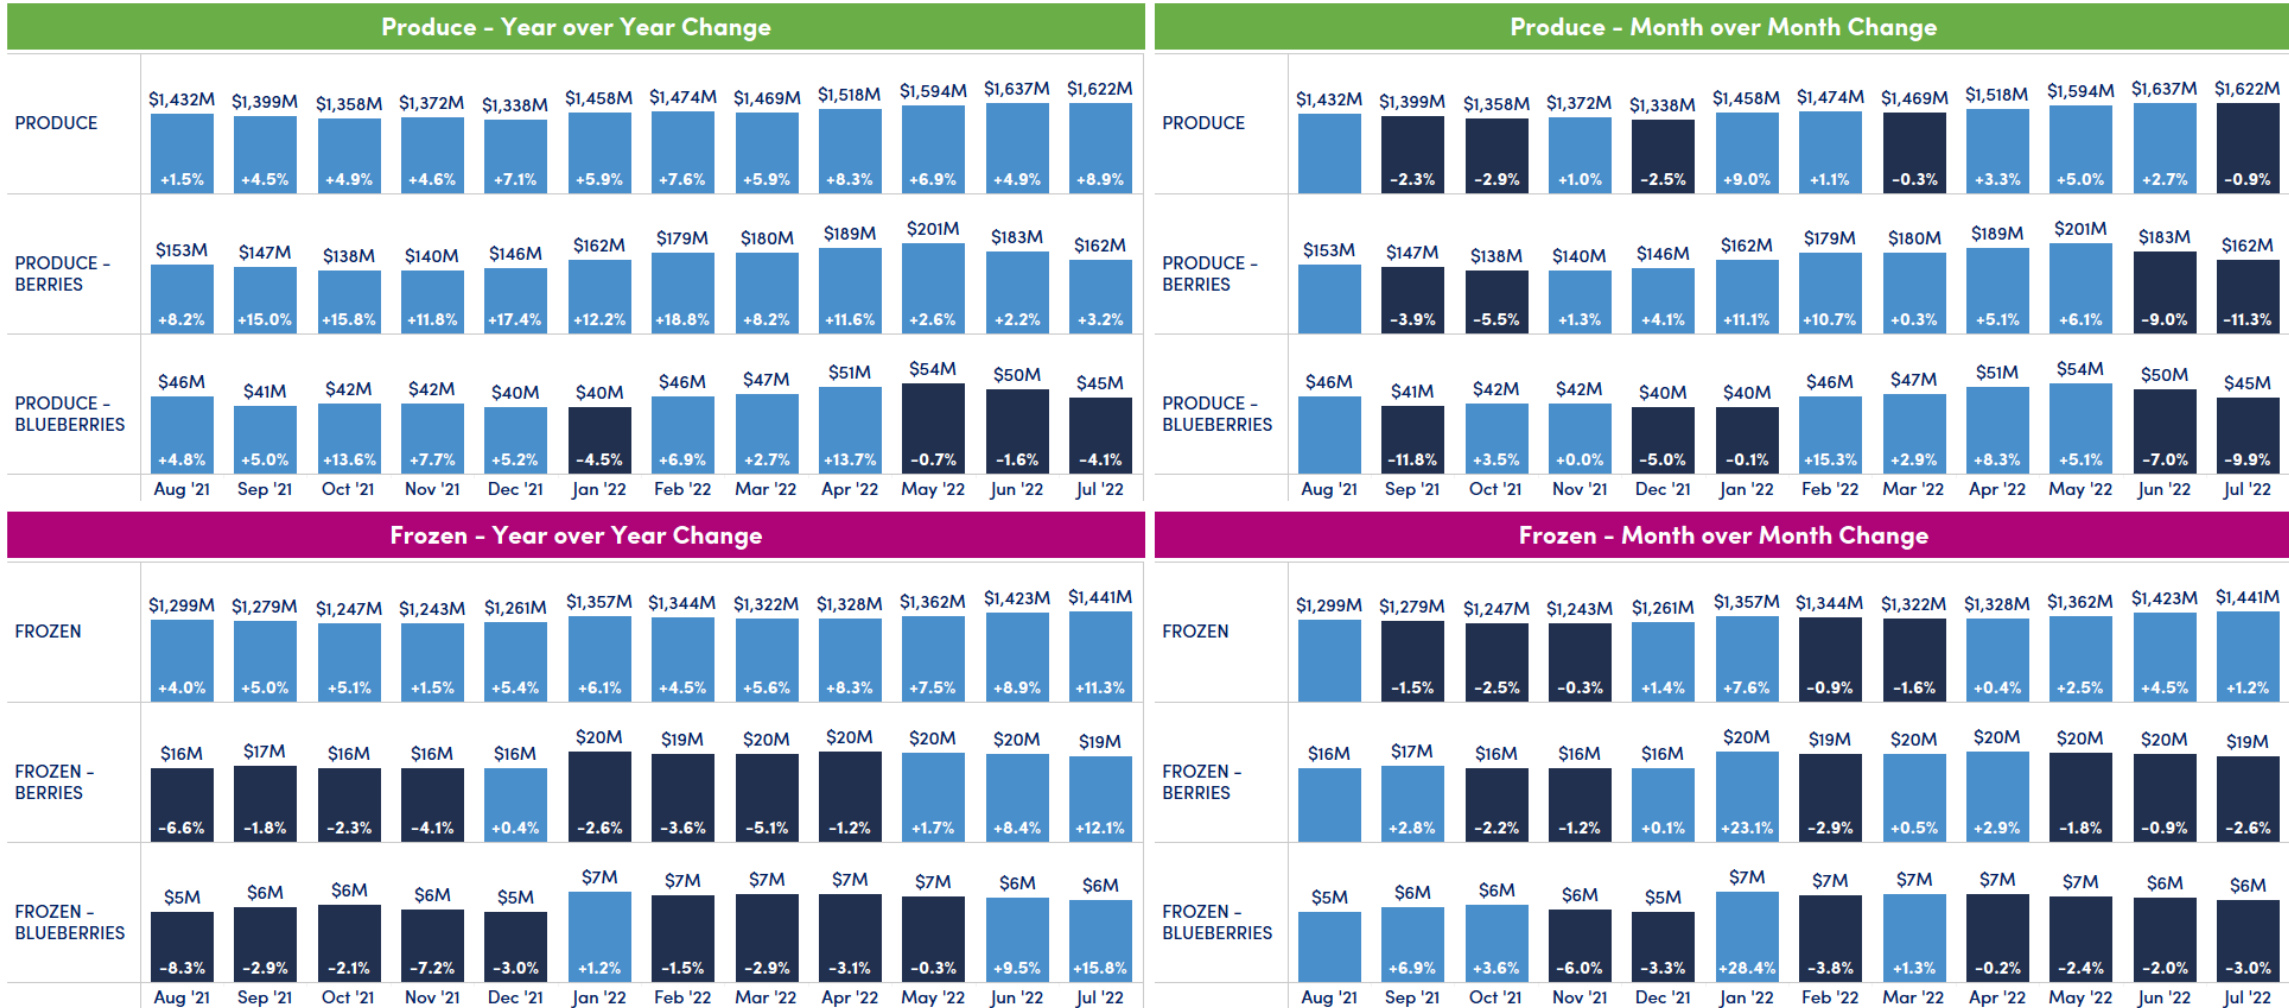 Produce - Year over Year Change
PRODUCE
$1,432M $1,399M $1,358M $1,372M $1,338M $1,458M $1,474M $1,469M $1,518M $1,594M $1,637M $1,622M
+1.5% +4.5% +4.9% +4.6% +7.1% +5.9% +7.6% +5.9% +8.3% +6.9% +4.9% +8.9%
PRODUCE -
BERRIES
$153M $147M $138M $140M $146M $162M $179M $180M $189M $201M $183M $162M
+8.2% +15.0% +15.8% +11.8% +17.4% +12.2% +18.8% +8.2% +11.6% +2.6% +2.2% +3.2%
PRODUCE -
BLUEBERRIES
$46M $41M $42M $42M $40M $40M $46M $47M $51M $54M $50M $45M
+4.8% +5.0% +13.6% +7.7% +5.2% -4.5% +6.9% +2.7% +13.7% -0.7% -1.6% -4.1%
Aug '21 Sep '21 Oct '21 Nov '21 Dec '21 Jan '22 Feb '22 Mar '22 Apr '22 May '22 Jun '22 Jul '22
Produce - Month over Month Change
PRODUCE
$1,432M $1,399M $1,358M $1,372M $1,338M $1,458M $1,474M $1,469M $1,518M $1,594M $1,637M $1,622M
-2.3% -2.9% +1.0% -2.5% +9.0% +1.1% -0.3% +3.3% +5.0% +2.7% -0.9%
PRODUCE -
BERRIES
$153M $147M $138M $140M $146M $162M $179M $180M $189M $201M $183M $162M
-3.9% -5.5% +1.3% +4.1% +11.1% +10.7% +0.3% +5.1% +6.1% -9.0% -11.3%
PRODUCE -
BLUEBERRIES
$46M $41M $42M $42M $40M $40M $46M $47M $51M $54M $50M $45M
-11.8% +3.5% +0.0% -5.0% -0.1% +15.3% +2.9% +8.3% +5.1% -7.0% -9.9%
Aug '21 Sep '21 Oct '21 Nov '21 Dec '21 Jan '22 Feb '22 Mar '22 Apr '22 May '22 Jun '22 Jul '22
Frozen - Year over Year Change
FROZEN
$1,299M $1,279M $1,247M $1,243M $1,261M $1,357M $1,344M $1,322M $1,328M $1,362M $1,423M $1,441M
+4.0% +5.0% +5.1% +1.5% +5.4% +6.1% +4.5% +5.6% +8.3% +7.5% +8.9% +11.3%
FROZEN -
BERRIES
$16M $17M $16M $16M $16M $20M $19M $20M $20M $20M $20M $19M
-6.6% -1.8% -2.3% -4.1% +0.4% -2.6% -3.6% -5.1% -1.2% +1.7% +8.4% +12.1%
FROZEN -
BLUEBERRIES
$5M $6M $6M $6M $5M $7M $7M $7M $7M $7M $6M $6M
-8.3% -2.9% -2.1% -7.2% -3.0% +1.2% -1.5% -2.9% -3.1% -0.3% +9.5% +15.8%
Aug '21 Sep '21 Oct '21 Nov '21 Dec '21 Jan '22 Feb '22 Mar '22 Apr '22 May '22 Jun '22 Jul '22
Frozen - Month over Month Change
FROZEN
$1,299M $1,279M $1,247M $1,243M $1,261M $1,357M $1,344M $1,322M $1,328M $1,362M $1,423M $1,441M
-1.5% -2.5% -0.3% +1.4% +7.6% -0.9% -1.6% +0.4% +2.5% +4.5% +1.2%
FROZEN -
BERRIES
$16M $17M $16M $16M $16M $20M $19M $20M $20M $20M $20M $19M
+2.8% -2.2% -1.2% +0.1% +23.1% -2.9% +0.5% +2.9% -1.8% -0.9% -2.6%
FROZEN -
BLUEBERRIES
$5M $6M $6M $6M $5M $7M $7M $7M $7M $7M $6M $6M
+6.9% +3.6% -6.0% -3.3% +28.4% -3.8% +1.3% -0.2% -2.4% -2.0% -3.0%
Aug '21 Sep '21 Oct '21 Nov '21 Dec '21 Jan '22 Feb '22 Mar '22 Apr '22 May '22 Jun '22 Jul '22